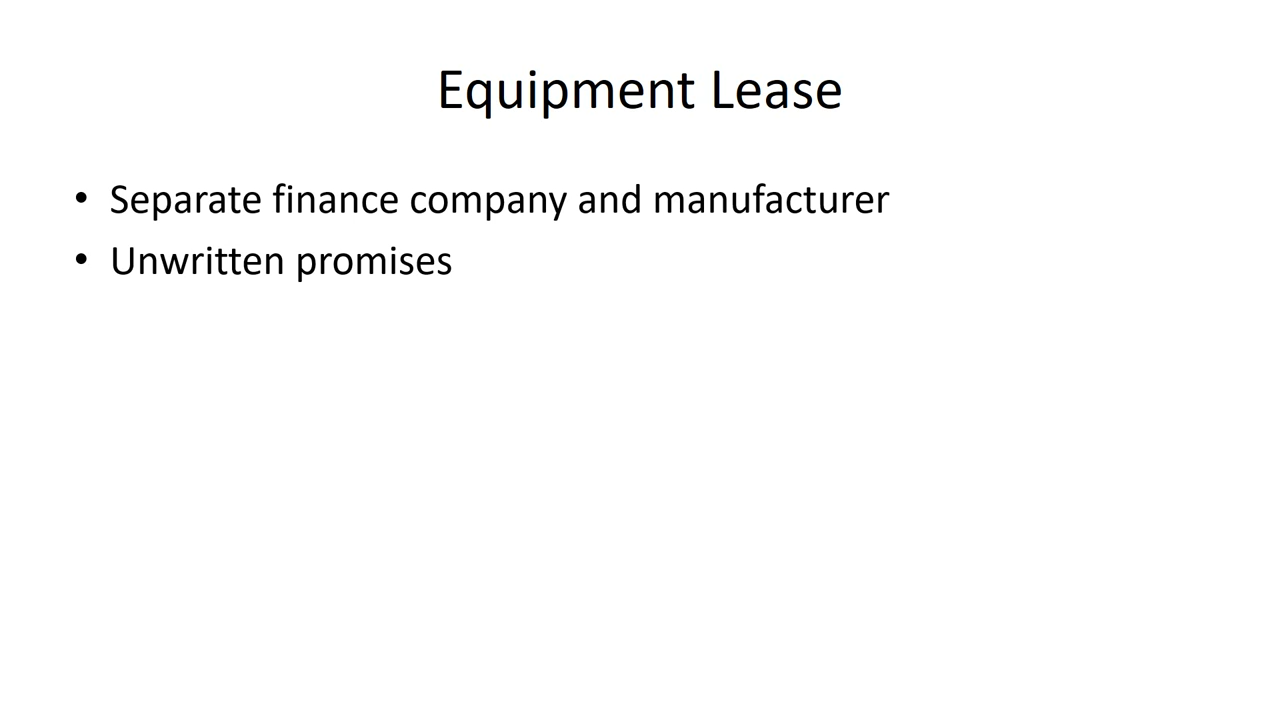 Equipment Lease
• Separate finance company and manufacturer
• Unwritten promises